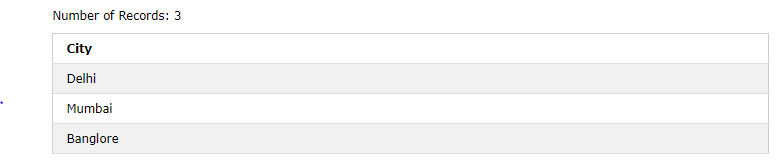 Number of Records: 3
City
Delhi
Mumbai
Banglore